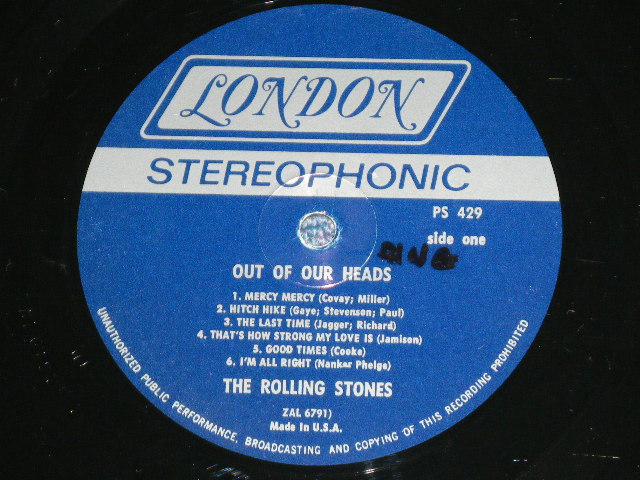 LONDON
STEREOPHONIC
PS 429
side one
OUT OF OUR HEADS
1. MERCY MERCY (Covay; Miller)
2. HITCH HIKE (Gaye; Stevenson; Paul)
3. THE LAST TIME (Jagger; Richard)
4. THAT'S HOW STRONG MY LOVE IS (Jamison)
5. GOOD TIMES (Cooke)
6. I'M ALL RIGHT (Nanker Phelge)
THE ROLLING STONES
ZAL 6791)
Made in U.S.A.
UNAUTHORIZED PUBLIC PERFORMANCE, BROADCASTING AND COPYING OF THIS RECORDING PROHIBITED